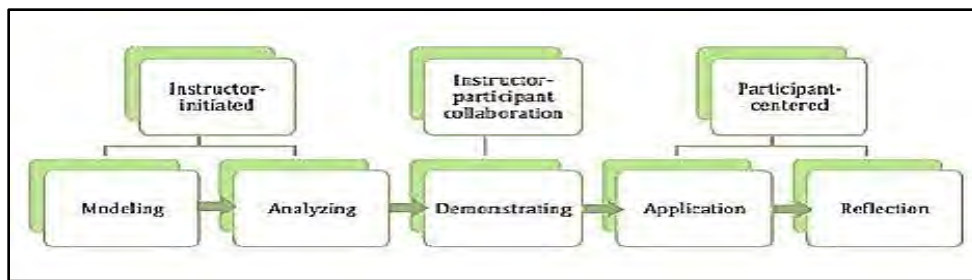 Instructor-
initiated
Instructor-
participant
collaboration
Participant-
centered
Modeling
Analyzing
Demonstrating
Application
Reflection